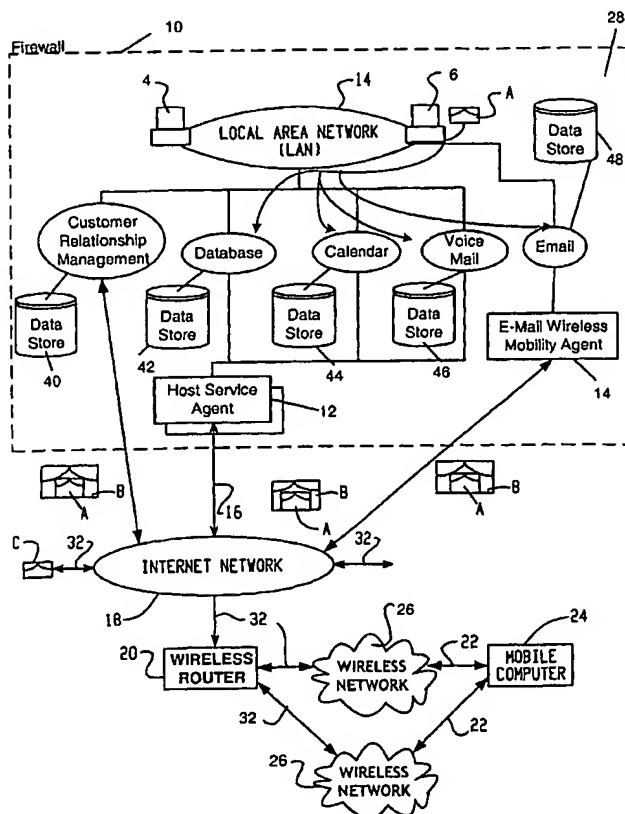 10
28
Firewall
4
14
6
A
LOCAL AREA NETWORK
(LAN)
Data
Store
48
Customer
Relationship
Management
Database
Calendar
Voice
Mail
Email
Data
Store
40
Data
Store
42
Data
Store
44
Data
Store
46
E-Mail Wireless
Mobility Agent
14
Host Service
Agent
12
B
A
16
B
A
B
A
C
32
INTERNET NETWORK
32
18
32
20
WIRELESS
ROUTER
32
26
WIRELESS
NETWORK
22
24
MOBILE
COMPUTER
32
22
26
WIRELESS
NETWORK